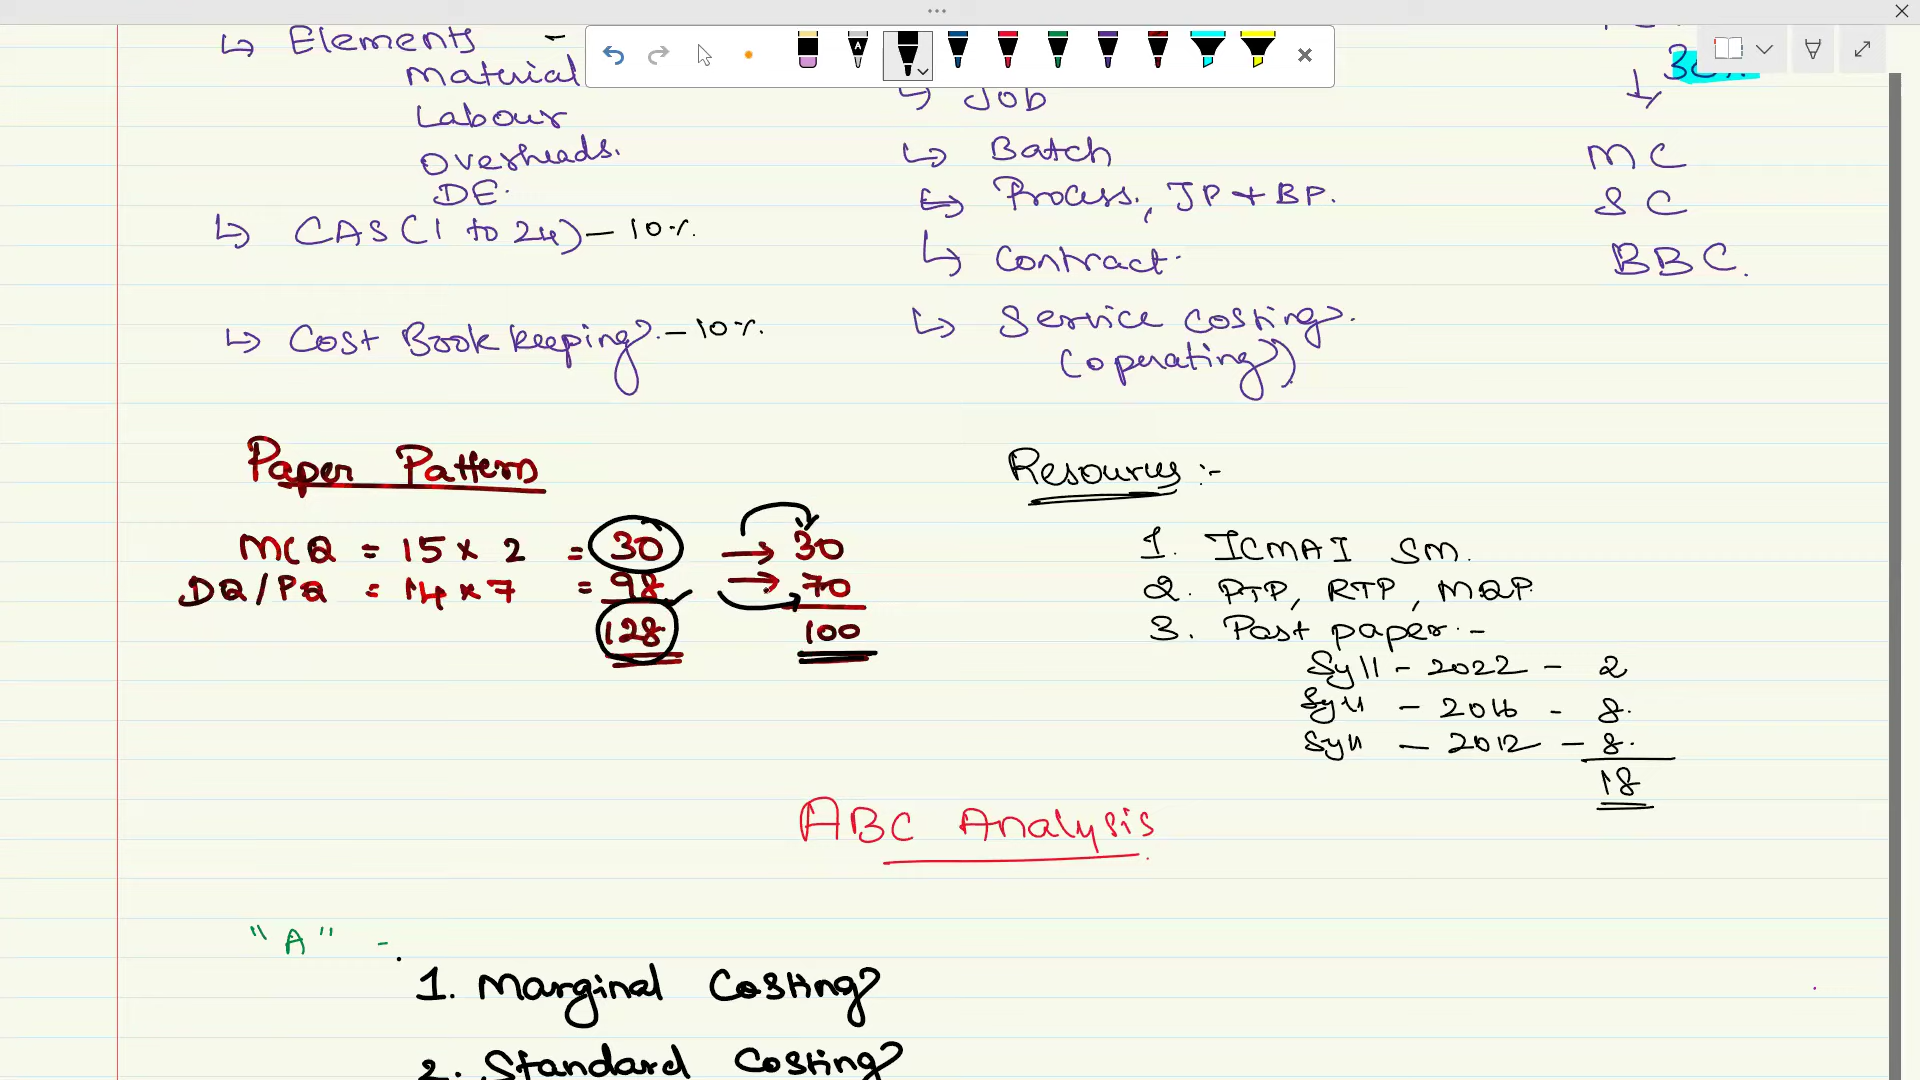 ↳ Elements -
Material
Labour
Overheads.
DE.
↳ CAS (1 to 24) - 10%.
↳ Cost Book keeping. - 10%.
↳ Job
↳ Batch
↳ Process., JP + BP.
↳ Contract.
↳ Service Costing.
(operating)
MC
SC
BBC.
Paper Pattern
MCQ = 15 x 2 = 30 → 30
DQ/PQ = 14 x 7 = 98 → 70
128 100
Resources :-
1. ICMAI SM.
2. PTP, RTP, MQP.
3. Past paper. -
Syll - 2022 - 2
Syll - 2016 - 8.
Syll - 2012 - 8.
18
ABC Analysis
"A" -
1. Marginal Costing
2. Standard Costing